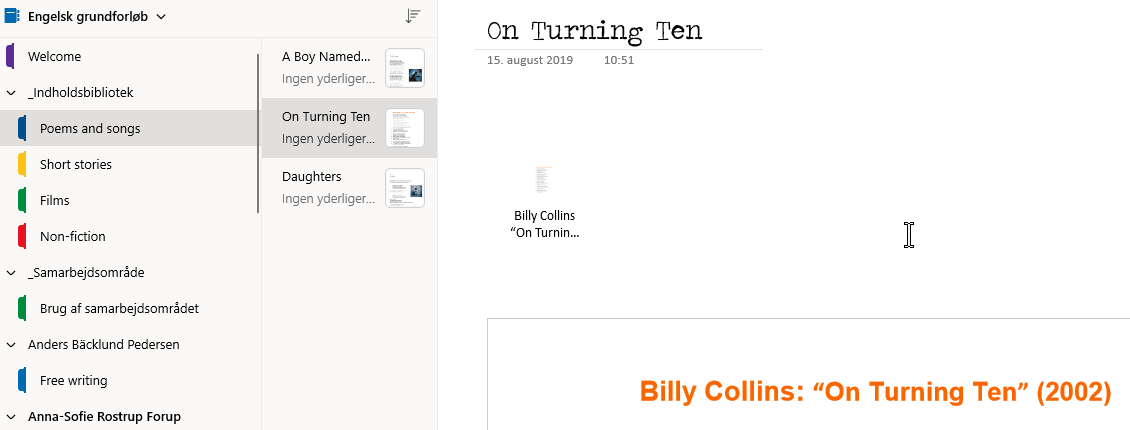 Engelsk grundforløb
Welcome
_Indholdsbibliotek
Poems and songs
Short stories
Films
Non-fiction
_Samarbejdsområde
Brug af samarbejdsområdet
Anders Bäcklund Pedersen
Free writing
Anna-Sofie Rostrup Forup
A Boy Named...
Ingen yderliger...
On Turning Ten
Ingen yderliger...
Daughters
Ingen yderliger...
On Turning Ten
15. august 2019 10:51
Billy Collins
“On Turnin...
Billy Collins: “On Turning Ten” (2002)